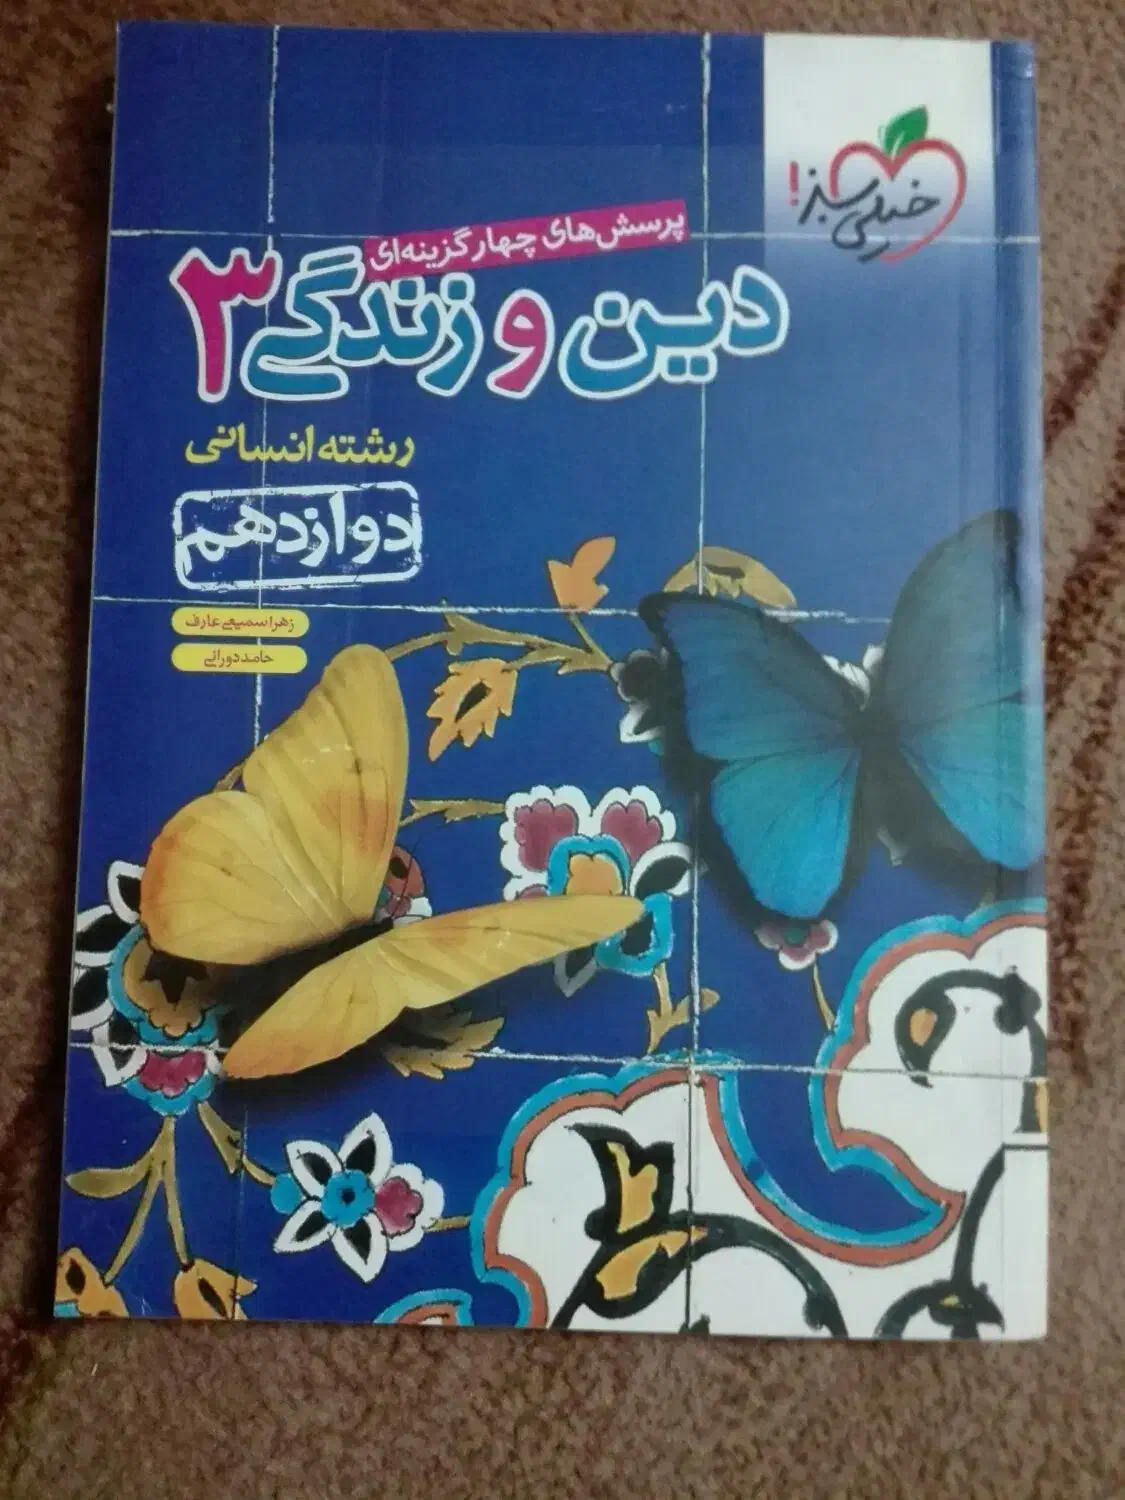 خیلی سبز!
پرسش‌های چهارگزینه‌ای
دین و زندگی ۳
رشته انسانی
دوازدهم
زهرا سمیعی عارف
حامد دورانی